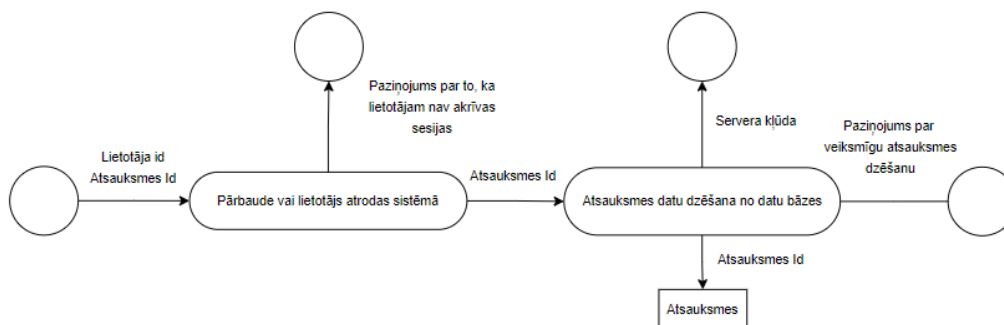 Paziņojums par to, ka
lietotājam nav akrīvas
sesijas
Servera kļūda
Paziņojums par
veiksmīgu atsauksmes
dzēšanu
Lietotāja id
Atsauksmes Id
Pārbaude vai lietotājs atrodas sistēmā
Atsauksmes Id
Atsauksmes datu dzēšana no datu bāzes
Atsauksmes Id
Atsauksmes